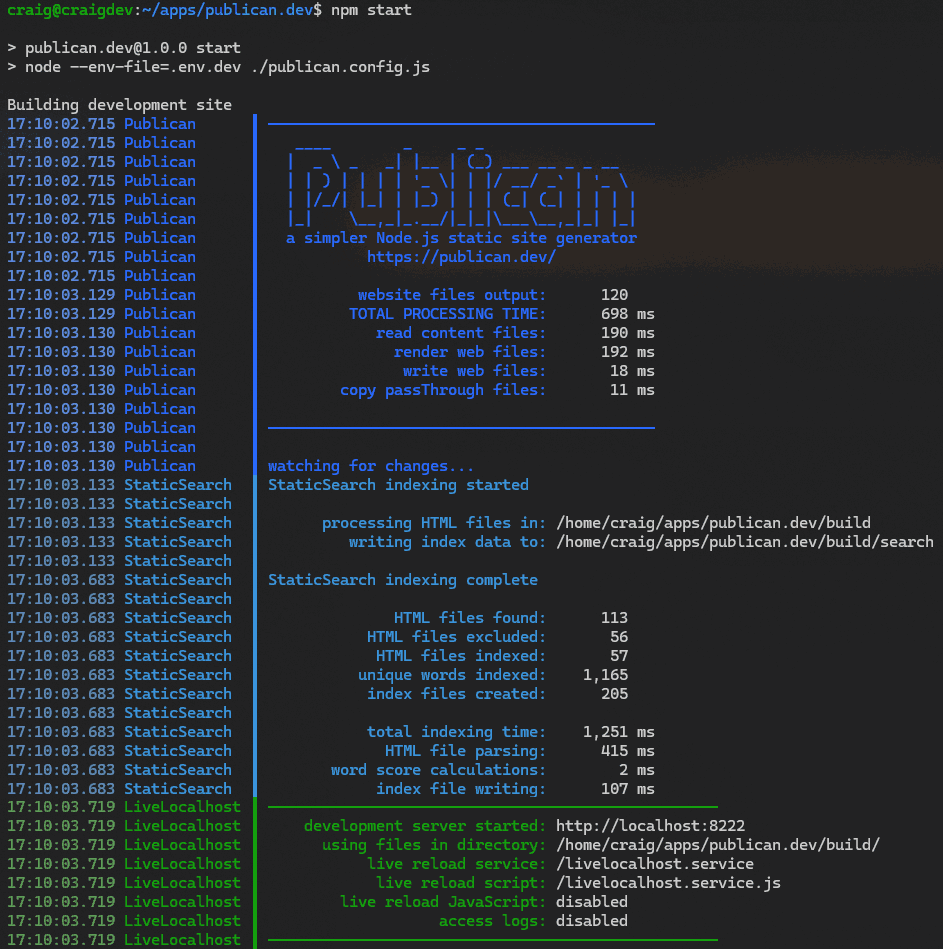 craig@craigdev:~/apps/publican.dev$ npm start
> publican.dev@1.0.0 start
> node --env-file=.env.dev ./publican.config.js
Building development site
17:10:02.715 Publican
17:10:02.715 Publican
17:10:02.715 Publican
17:10:02.715 Publican
17:10:02.715 Publican
17:10:02.715 Publican
17:10:02.715 Publican a simpler Node.js static site generator
17:10:02.715 Publican https://publican.dev/
17:10:02.715 Publican
17:10:03.129 Publican website files output: 120
17:10:03.129 Publican TOTAL PROCESSING TIME: 698 ms
17:10:03.130 Publican read content files: 190 ms
17:10:03.130 Publican render web files: 192 ms
17:10:03.130 Publican write web files: 18 ms
17:10:03.130 Publican copy passThrough files: 11 ms
17:10:03.130 Publican
17:10:03.130 Publican
17:10:03.130 Publican
17:10:03.130 Publican watching for changes...
17:10:03.133 StaticSearch StaticSearch indexing started
17:10:03.133 StaticSearch
17:10:03.133 StaticSearch processing HTML files in: /home/craig/apps/publican.dev/build
17:10:03.133 StaticSearch writing index data to: /home/craig/apps/publican.dev/build/search
17:10:03.133 StaticSearch
17:10:03.683 StaticSearch StaticSearch indexing complete
17:10:03.683 StaticSearch
17:10:03.683 StaticSearch HTML files found: 113
17:10:03.683 StaticSearch HTML files excluded: 56
17:10:03.683 StaticSearch HTML files indexed: 57
17:10:03.683 StaticSearch unique words indexed: 1,165
17:10:03.683 StaticSearch index files created: 205
17:10:03.683 StaticSearch
17:10:03.683 StaticSearch total indexing time: 1,251 ms
17:10:03.683 StaticSearch HTML file parsing: 415 ms
17:10:03.683 StaticSearch word score calculations: 2 ms
17:10:03.683 StaticSearch index file writing: 107 ms
17:10:03.719 LiveLocalhost
17:10:03.719 LiveLocalhost development server started: http://localhost:8222
17:10:03.719 LiveLocalhost using files in directory: /home/craig/apps/publican.dev/build/
17:10:03.719 LiveLocalhost live reload service: /livelocalhost.service
17:10:03.719 LiveLocalhost live reload script: /livelocalhost.service.js
17:10:03.719 LiveLocalhost live reload JavaScript: disabled
17:10:03.719 LiveLocalhost access logs: disabled
17:10:03.719 LiveLocalhost